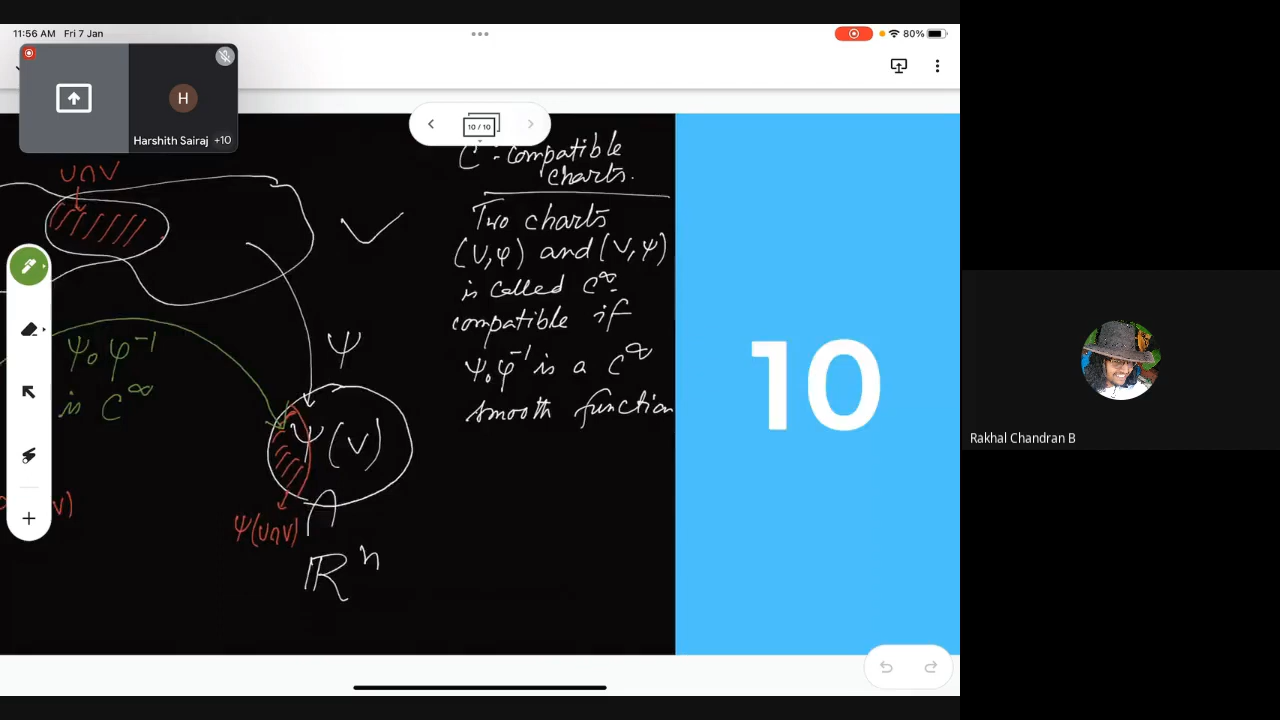 11:56 AM Fri 7 Jan
80%
H
Harshith Sairaj +10
10 / 10
U∩V
V
ψ∘φ⁻¹
is C^∞
ψ
ψ(V)
ψ(U∩V)
ℝⁿ
V)
compatible
charts.
Two charts
(U,φ) and (V,ψ)
is called C^∞-
compatible if
ψ∘φ⁻¹ is a C^∞
smooth function
10
Rakhal Chandran B